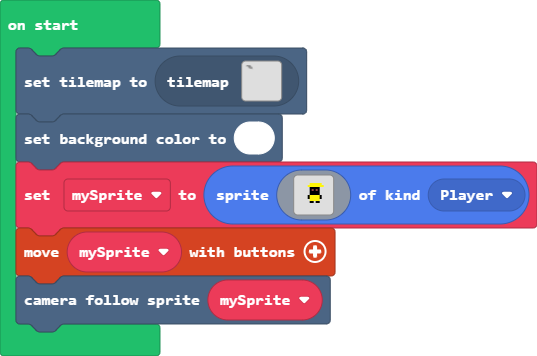 on start
set tilemap to tilemap
set background color to
set mySprite to sprite of kind Player
move mySprite with buttons
camera follow sprite mySprite